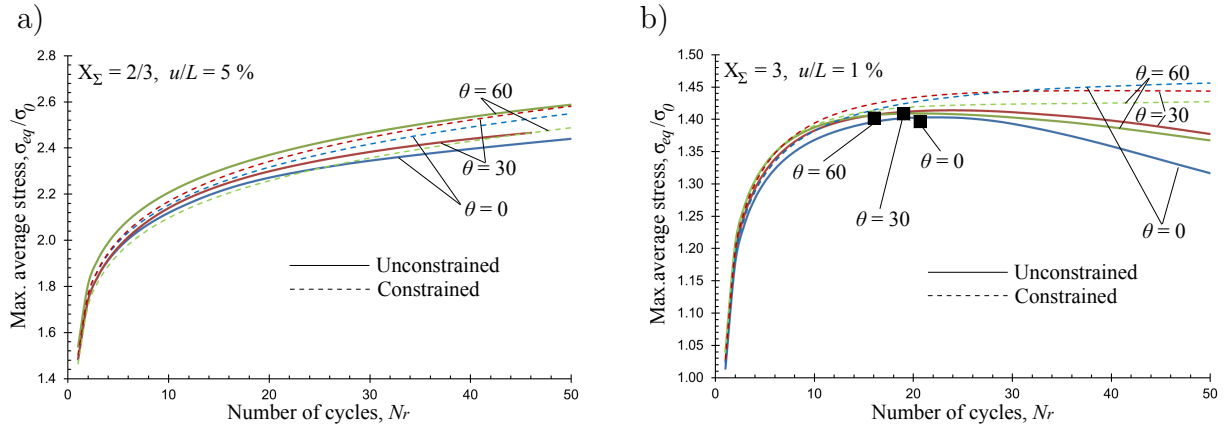 a)
X_Σ = 2/3, u/L = 5 %
Max. average stress, σ_eq/σ_0
2.8
2.6
2.4
2.2
2.0
1.8
1.6
1.4
θ = 60
θ = 30
θ = 0
Unconstrained
Constrained
0
10
20
30
40
50
Number of cycles, Nr
b)
X_Σ = 3, u/L = 1 %
Max.average stress, σ_eq/σ_0
1.50
1.45
1.40
1.35
1.30
1.25
1.20
1.15
1.10
1.05
1.00
θ = 60
θ = 30
θ = 60
θ = 0
θ = 30
θ = 0
Unconstrained
Constrained
0
10
20
30
40
50
Number of cycles, Nr